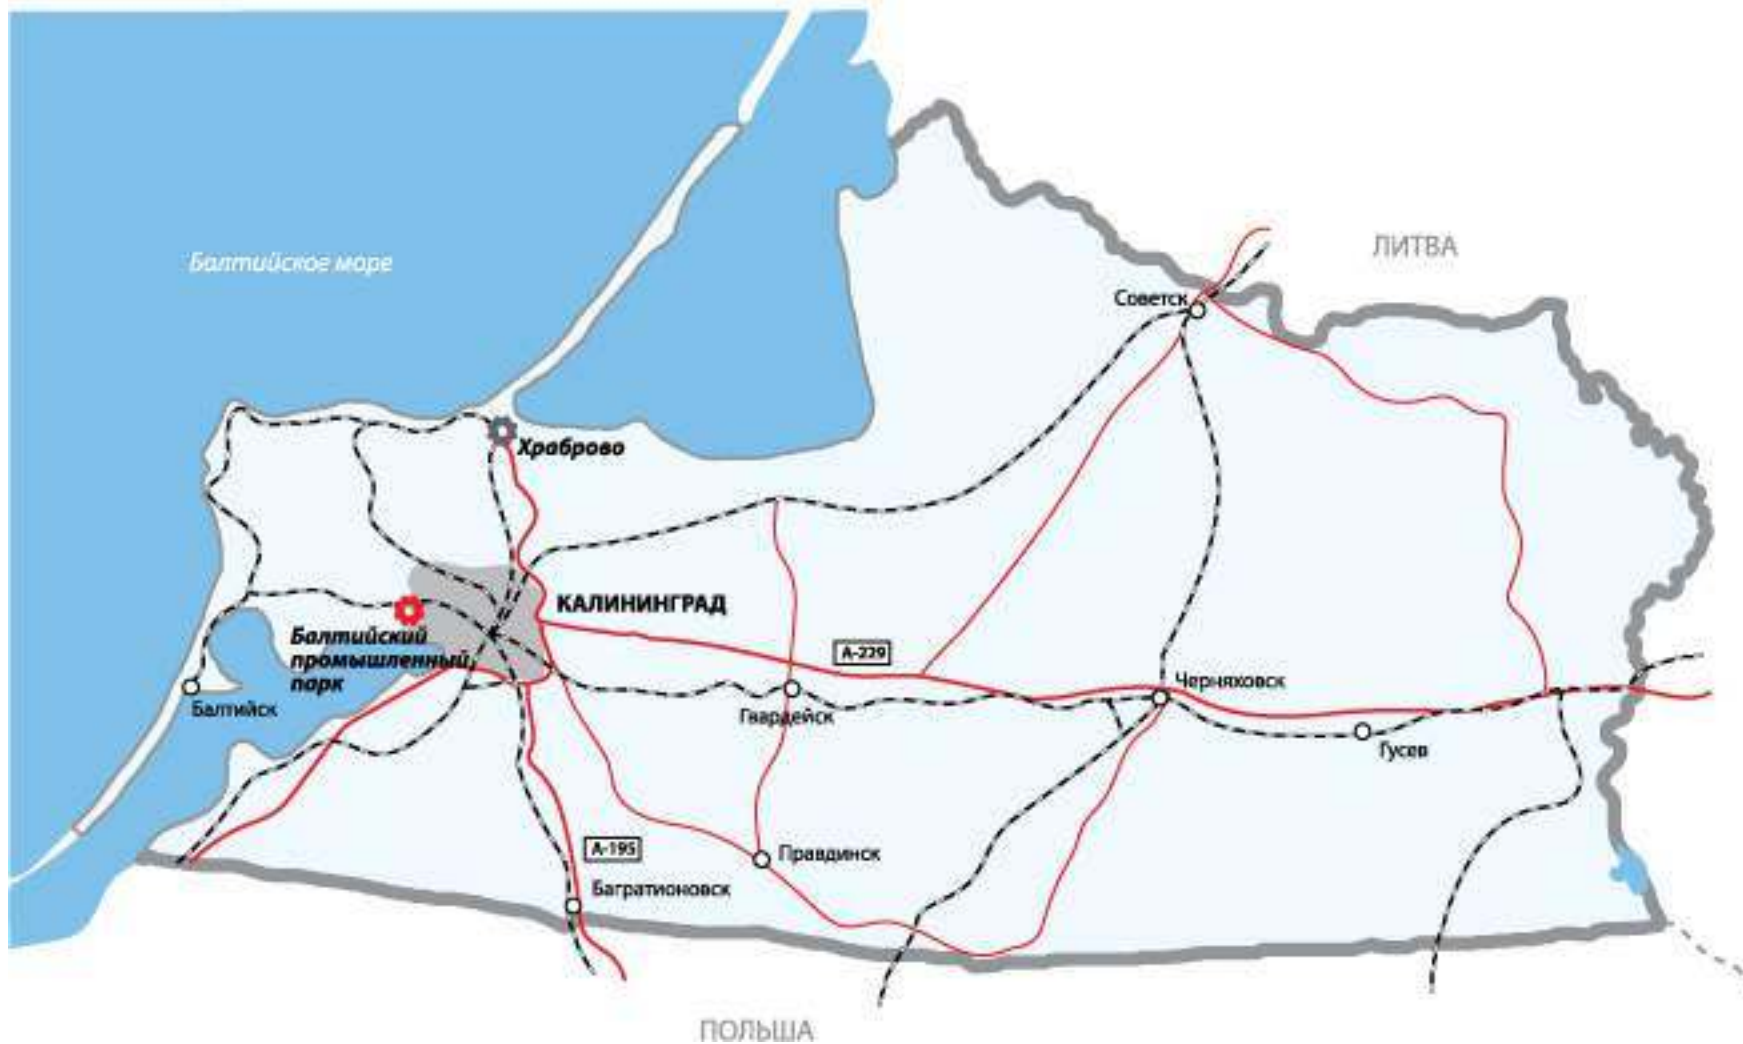 ЛИТВА
Балтийское море
Советск
Храброво
КАЛИНИНГРАД
Балтийский
промышленный
парк
А-229
Черняховск
Балтийск
Гвардейск
Гусев
А-195
Правдинск
Багратионовск
ПОЛЬША